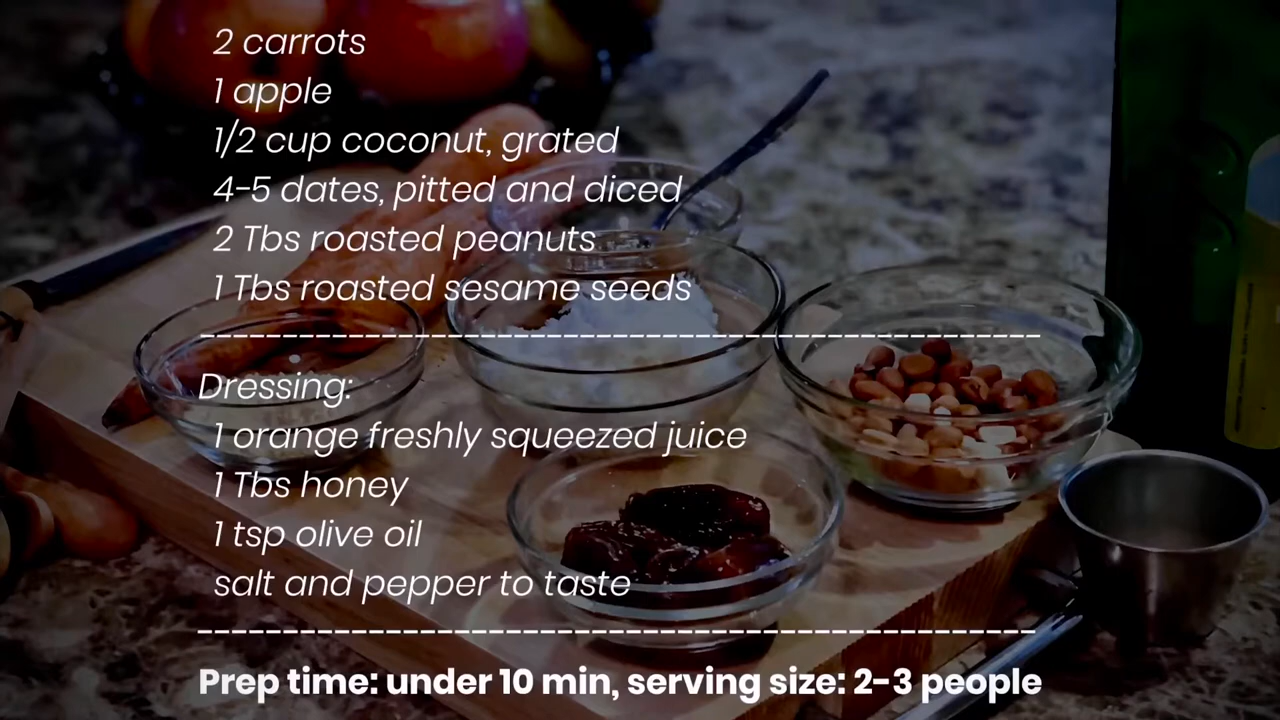 2 carrots
1 apple
1/2 cup coconut, grated
4-5 dates, pitted and diced
2 Tbs roasted peanuts
1 Tbs roasted sesame seeds
------------------------------------------------
Dressing:
1 orange freshly squeezed juice
1 Tbs honey
1 tsp olive oil
salt and pepper to taste
------------------------------------------------
Prep time: under 10 min, serving size: 2-3 people